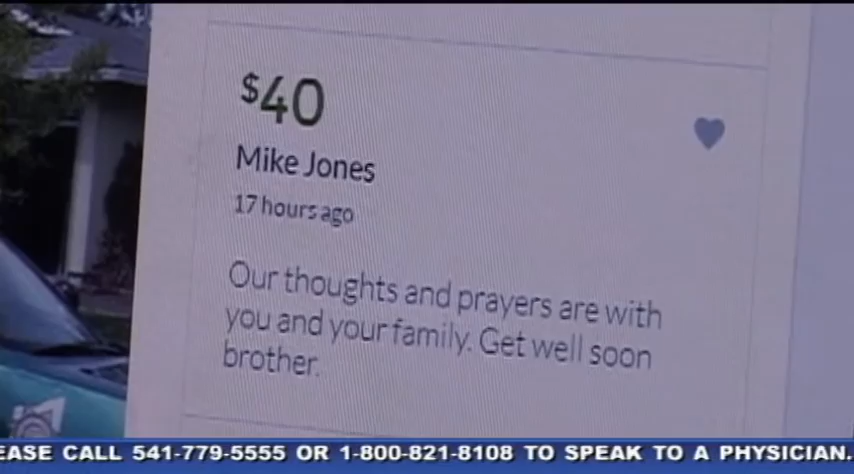 $40
Mike Jones
17 hours ago
Our thoughts and prayers are with
you and your family. Get well soon
brother.
EASE CALL 541-779-5555 OR 1-800-821-8108 TO SPEAK TO A PHYSICIAN.